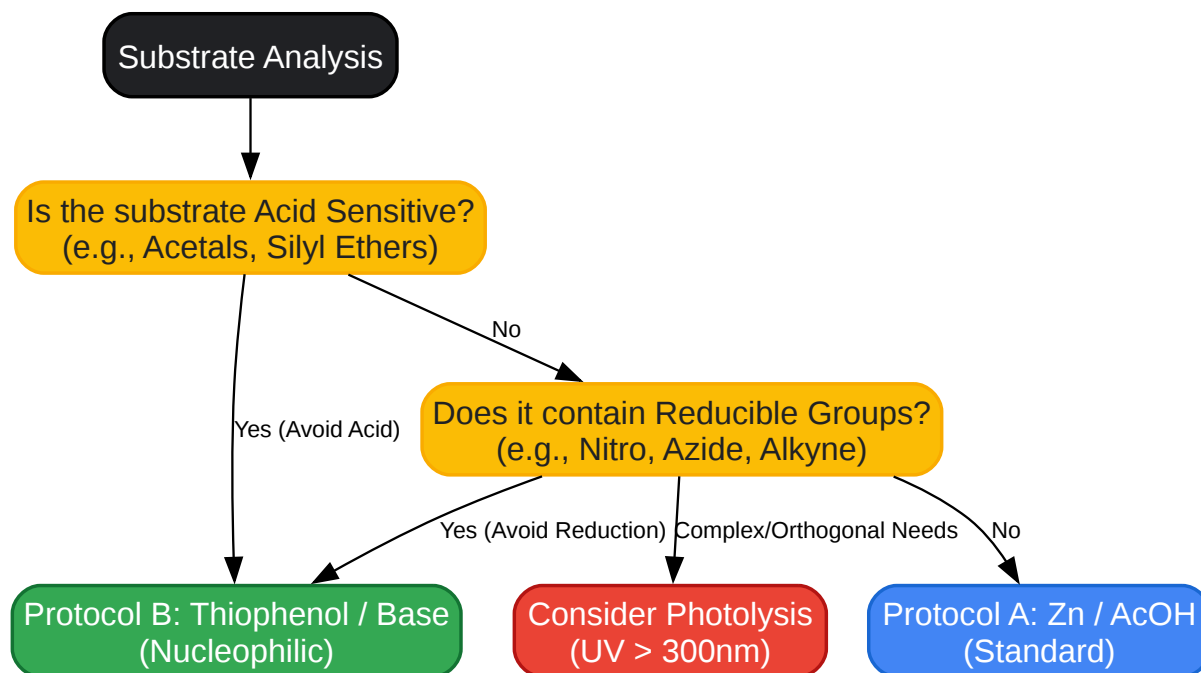 Substrate Analysis
Is the substrate Acid Sensitive?
(e.g., Acetals, Silyl Ethers)
No
Does it contain Reducible Groups?
(e.g., Nitro, Azide, Alkyne)
Yes (Avoid Acid)
Yes (Avoid Reduction)
Complex/Orthogonal Needs
No
Protocol B: Thiophenol / Base
(Nucleophilic)
Consider Photolysis
(UV > 300nm)
Protocol A: Zn / AcOH
(Standard)